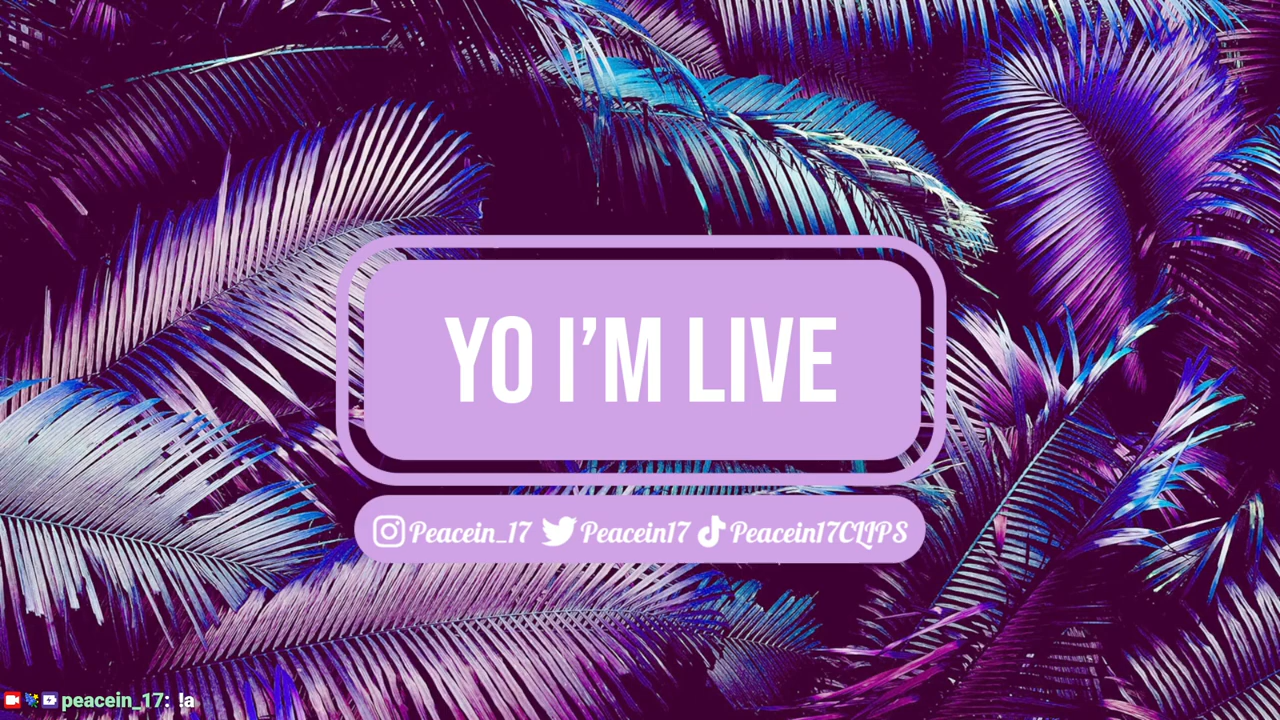 YO I’M LIVE
Peacein_17 Peacein17 Peacein17CLIPS
peacein_17: !a